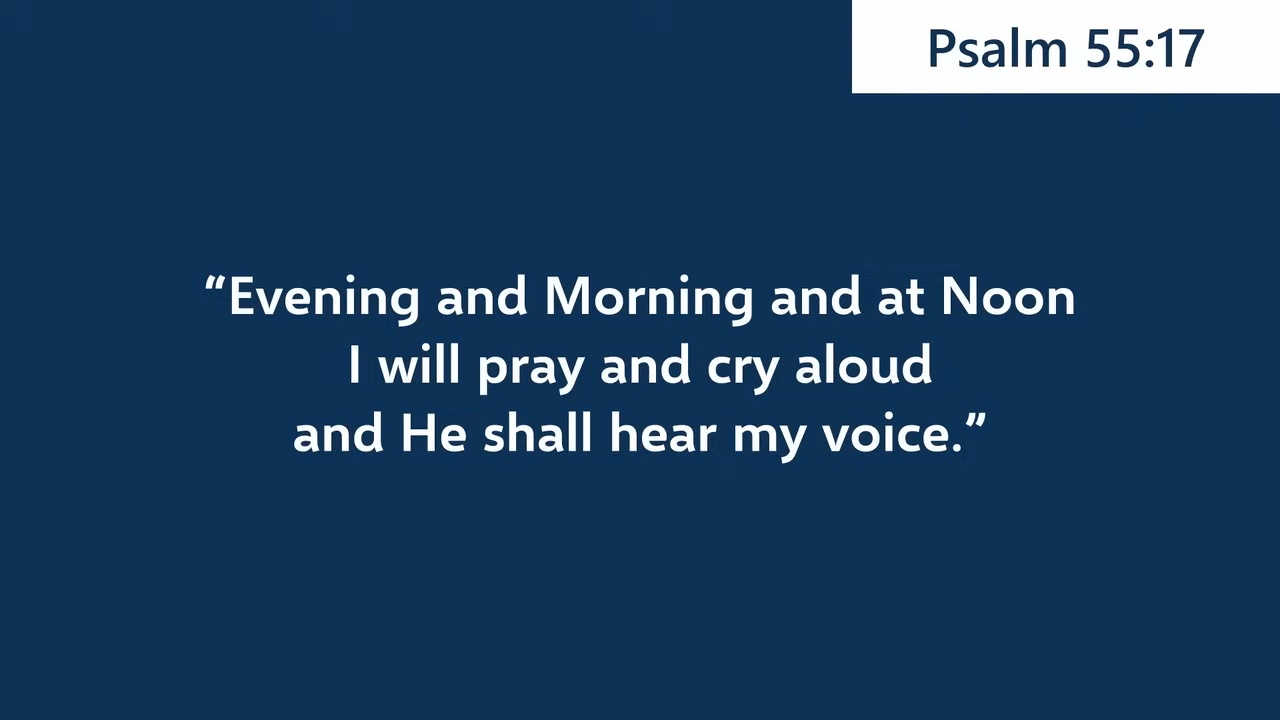 Psalm 55:17
“Evening and Morning and at Noon
I will pray and cry aloud
and He shall hear my voice.”